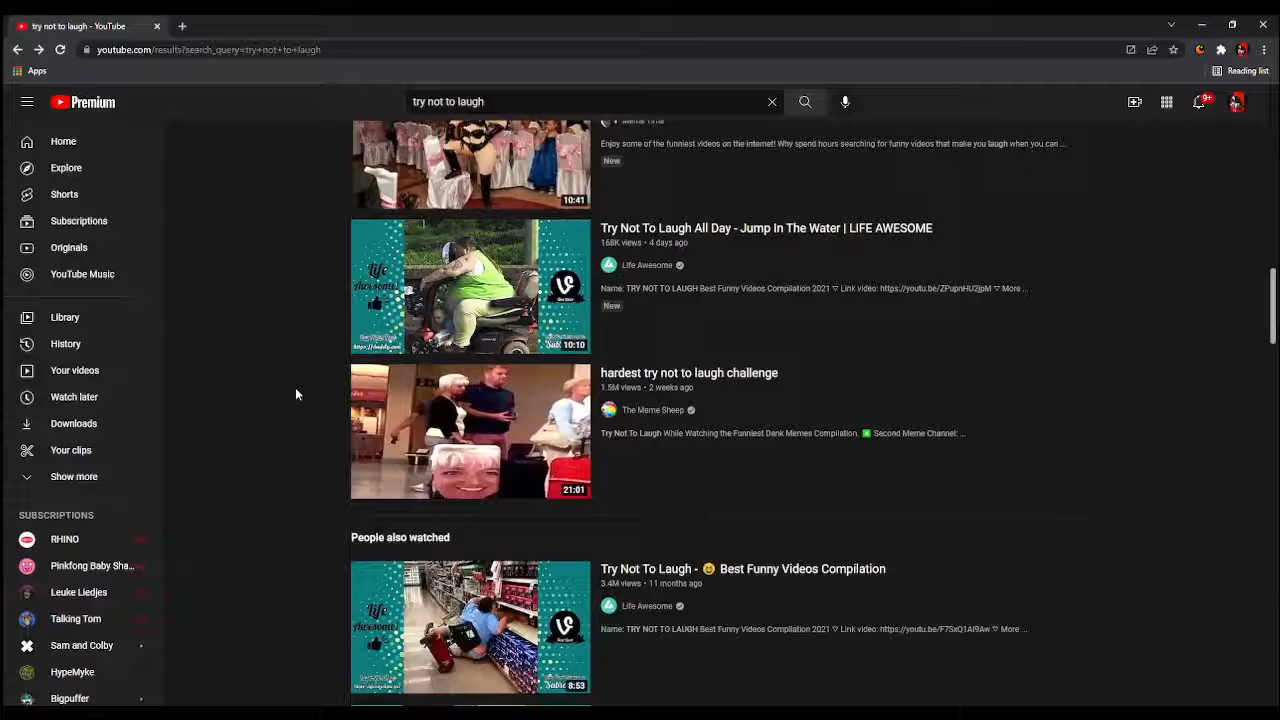 try not to laugh - YouTube
youtube.com/results?search_query=try+not+to+laugh
Apps
Reading list
Premium
try not to laugh
9+
Home
Explore
Shorts
Subscriptions
Originals
YouTube Music
Library
History
Your videos
Watch later
Downloads
Your clips
Show more
SUBSCRIPTIONS
RHINO
Pinkfong Baby Sha...
Leuke Liedjes
Talking Tom
Sam and Colby
HypeMyke
Bigpuffer
Enjoy some of the funniest videos on the internet! Why spend hours searching for funny videos that make you laugh when you can ...
New
10:41
Try Not To Laugh All Day - Jump In The Water | LIFE AWESOME
168K views • 4 days ago
Life Awesome
Name: TRY NOT TO LAUGH Best Funny Videos Compilation 2021 ▽ Link video: https://youtu.be/ZPupnHU2jpM ▽ More ...
New
Life
Awesome!
10:10
hardest try not to laugh challenge
1.5M views • 2 weeks ago
The Meme Sheep
Try Not To Laugh While Watching the Funniest Dank Memes Compilation. ❎ Second Meme Channel: ...
21:01
People also watched
Try Not To Laugh - 😀 Best Funny Videos Compilation
3.4M views • 11 months ago
Life Awesome
Name: TRY NOT TO LAUGH Best Funny Videos Compilation 2021 ▽ Link video: https://youtu.be/F7SxQ1AI9Aw ▽ More ...
Life
Awesome!
8:53